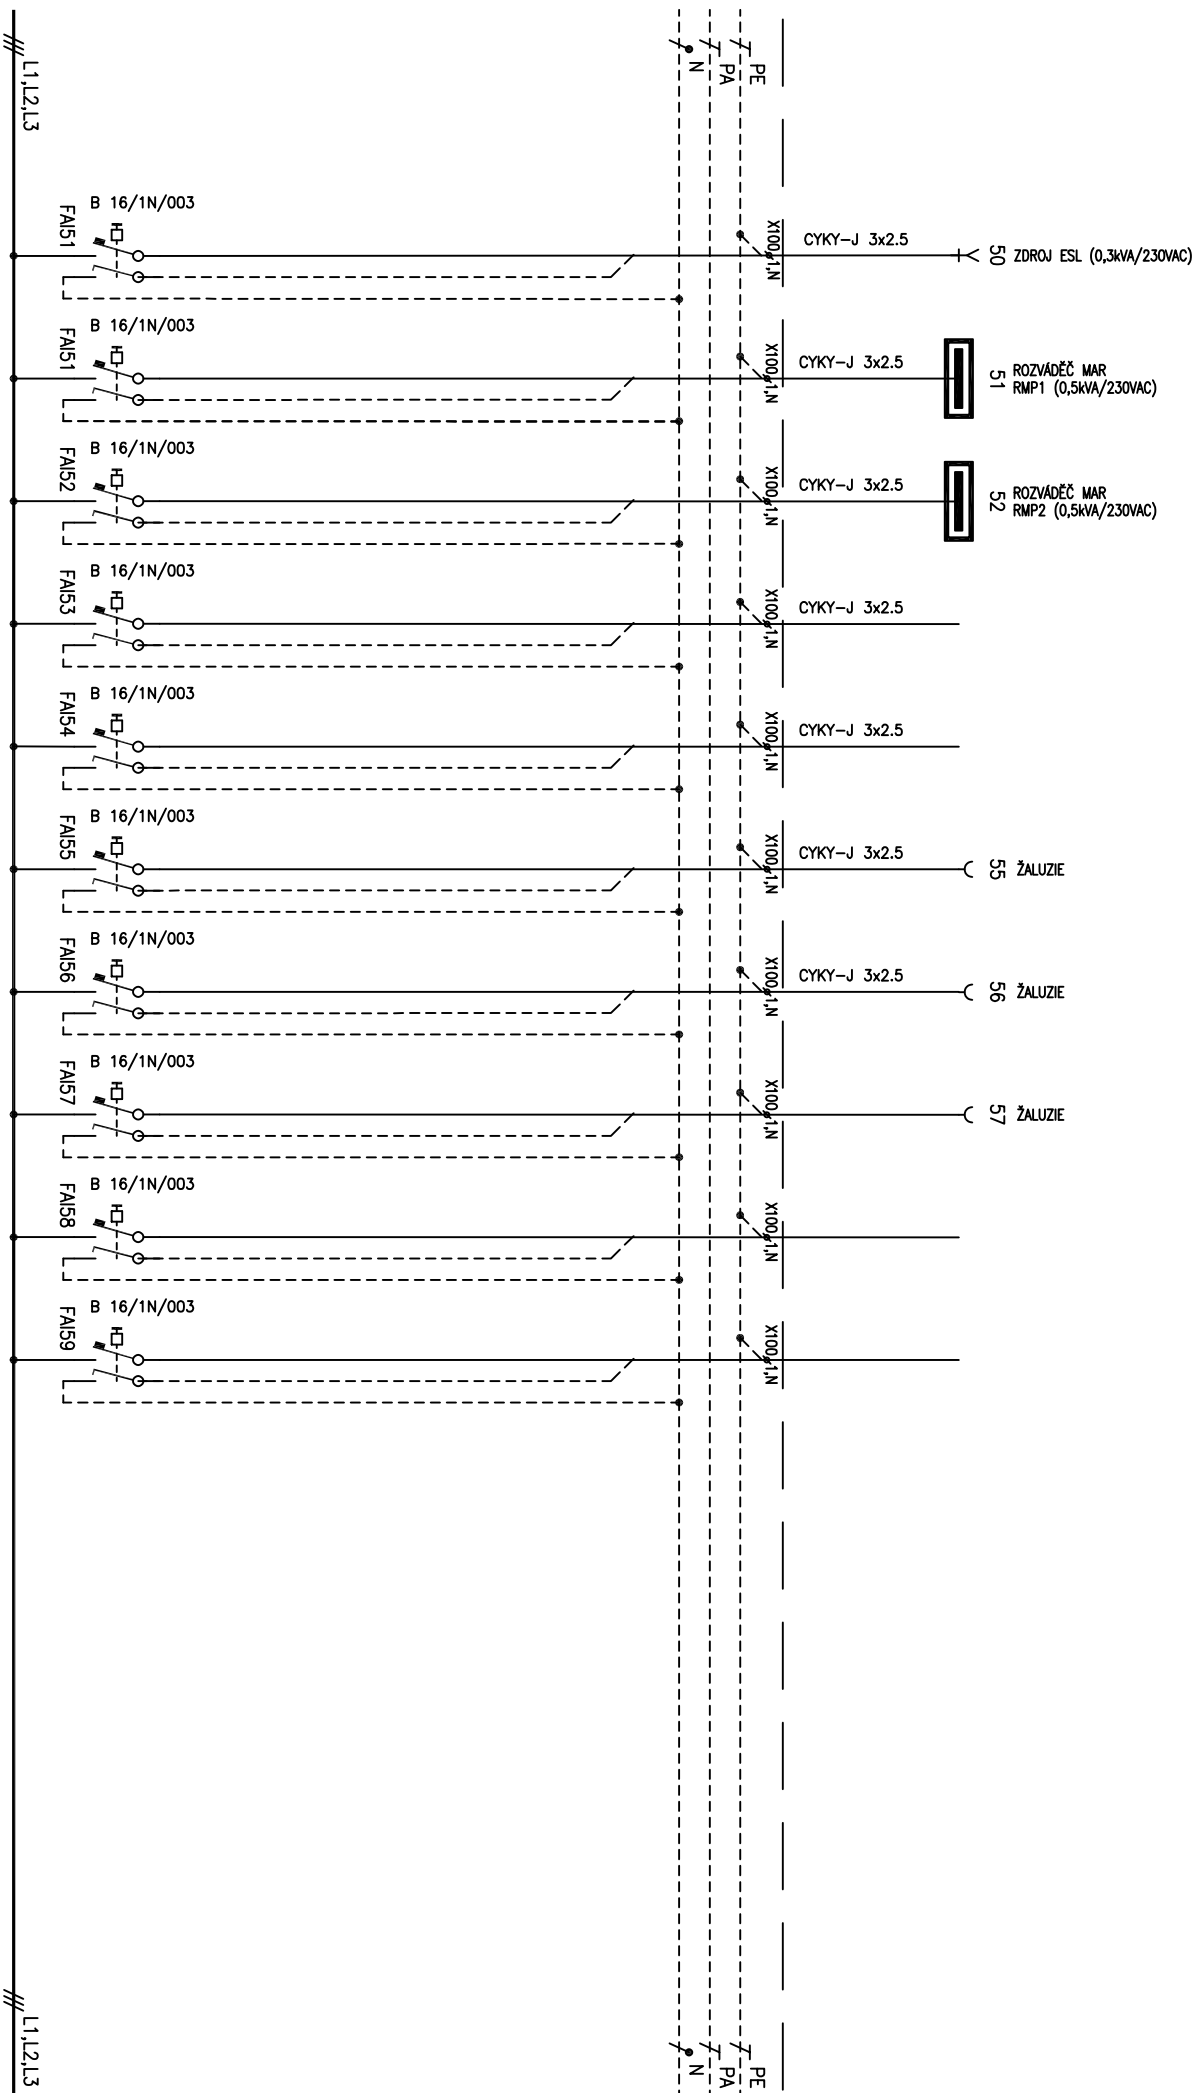 L1,L2,L3
N
PA
PE
B 16/1N/003
FAI51
X100,1,N
CYKY-J 3x2.5
50
ZDROJ ESL (0,3kVA/230VAC)
B 16/1N/003
FAI51
X100,1,N
CYKY-J 3x2.5
51
ROZVÁDĚČ MAR
RMP1 (0,5kVA/230VAC)
B 16/1N/003
FAI52
X100,1,N
CYKY-J 3x2.5
52
ROZVÁDĚČ MAR
RMP2 (0,5kVA/230VAC)
B 16/1N/003
FAI53
X100,1,N
CYKY-J 3x2.5
B 16/1N/003
FAI54
X100,1,N
CYKY-J 3x2.5
B 16/1N/003
FAI55
X100,1,N
CYKY-J 3x2.5
55
ŽALUZIE
B 16/1N/003
FAI56
X100,1,N
CYKY-J 3x2.5
56
ŽALUZIE
B 16/1N/003
FAI57
X100,1,N
57
ŽALUZIE
B 16/1N/003
FAI58
X100,1,N
B 16/1N/003
FAI59
X100,1,N
L1,L2,L3
N
PA
PE